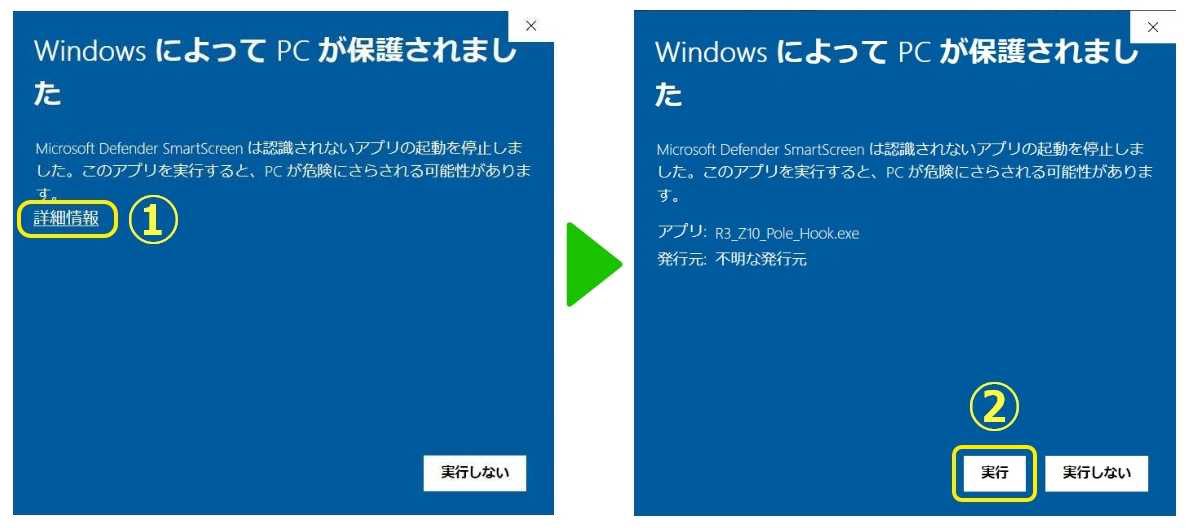 Windows によって PC が保護されまし
た
Microsoft Defender SmartScreen は認識されないアプリの起動を停止しま
した。このアプリを実行すると、PC が危険にさらされる可能性がありま
す。
詳細情報
①
実行しない
Windows によって PC が保護されまし
た
Microsoft Defender SmartScreen は認識されないアプリの起動を停止しま
した。このアプリを実行すると、PC が危険にさらされる可能性がありま
す。
アプリ: R3_Z10_Pole_Hook.exe
発行元: 不明な発行元
②
実行 実行しない